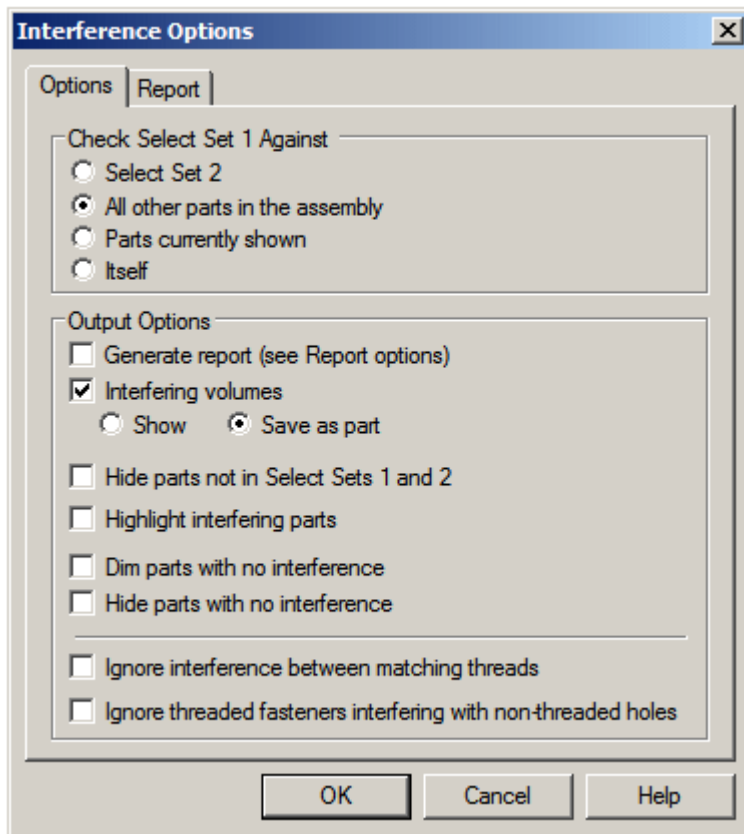 Interference Options
Options Report
Check Select Set 1 Against
Select Set 2
All other parts in the assembly
Parts currently shown
Itself
Output Options
Generate report (see Report options)
Interfering volumes
Show Save as part
Hide parts not in Select Sets 1 and 2
Highlight interfering parts
Dim parts with no interference
Hide parts with no interference
Ignore interference between matching threads
Ignore threaded fasteners interfering with non-threaded holes
OK Cancel Help